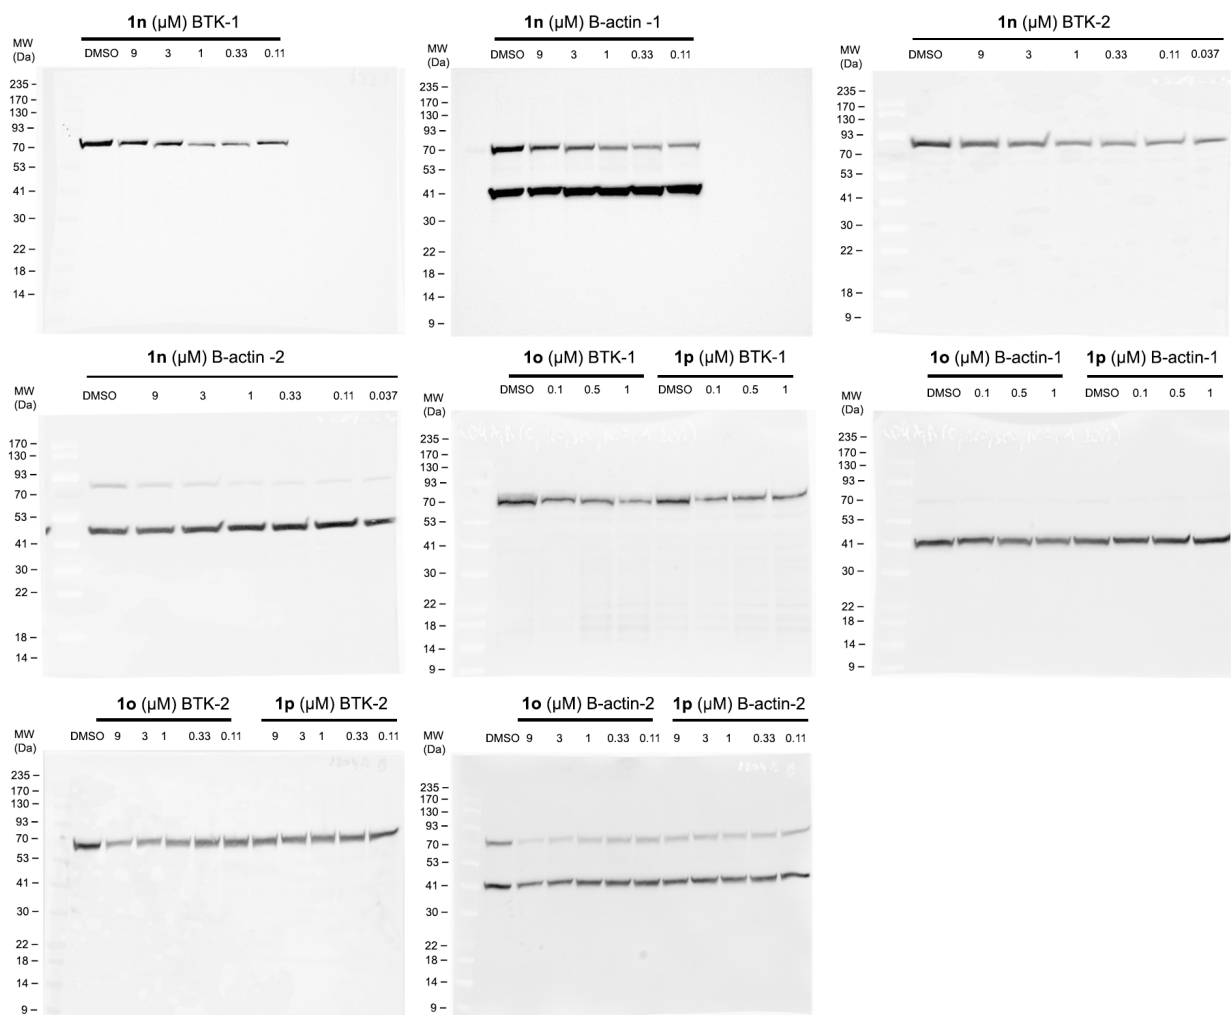 1n (µM) BTK-1
MW
(Da)
DMSO 9 3 1 0.33 0.11
235
170
130
93
70
53
41
30
22
18
14
1n (µM) B-actin -1
MW
(Da)
DMSO 9 3 1 0.33 0.11
235
170
130
93
70
53
41
30
22
18
14
9
1n (µM) BTK-2
MW
(Da)
DMSO 9 3 1 0.33 0.11 0.037
235
170
130
93
70
53
41
30
22
18
9
1n (µM) B-actin -2
MW
(Da)
DMSO 9 3 1 0.33 0.11 0.037
170
130
93
70
53
41
30
22
18
14
1o (µM) BTK-1 1p (µM) BTK-1
MW
(Da)
DMSO 0.1 0.5 1 DMSO 0.1 0.5 1
235
170
130
93
70
53
41
30
22
18
14
9
1o (µM) B-actin-1 1p (µM) B-actin-1
MW
(Da)
DMSO 0.1 0.5 1 DMSO 0.1 0.5 1
235
170
130
93
70
53
41
30
22
18
14
9
1o (µM) BTK-2 1p (µM) BTK-2
MW
(Da)
DMSO 9 3 1 0.33 0.11 9 3 1 0.33 0.11
235
170
130
93
70
53
41
30
22
18
14
9
1o (µM) B-actin-2 1p (µM) B-actin-2
MW
(Da)
DMSO 9 3 1 0.33 0.11 9 3 1 0.33 0.11
235
170
130
93
70
53
41
30
22
18
14
9